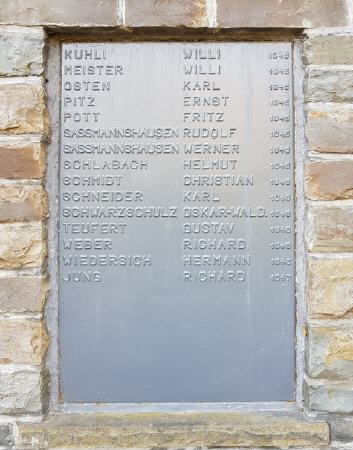 KUHLI WILLI 1945
MEISTER WILLI 1945
OSTEN KARL 1945
PITZ ERNST 1945
POTT FRITZ 1945
SASSMANNSHAUSEN RUDOLF 1945
SASSMANNSHAUSEN WERNER 1945
SCHLABACH HELMUT 1945
SCHMIDT CHRISTIAN 1945
SCHNEIDER KARL 1945
SCHWARZSCHULZ OSKAR-WALD. 1945
TEUFERT GUSTAV 1945
WEBER RICHARD 1945
WIEDERSICH HERMANN 1945
JUNG RICHARD 1947